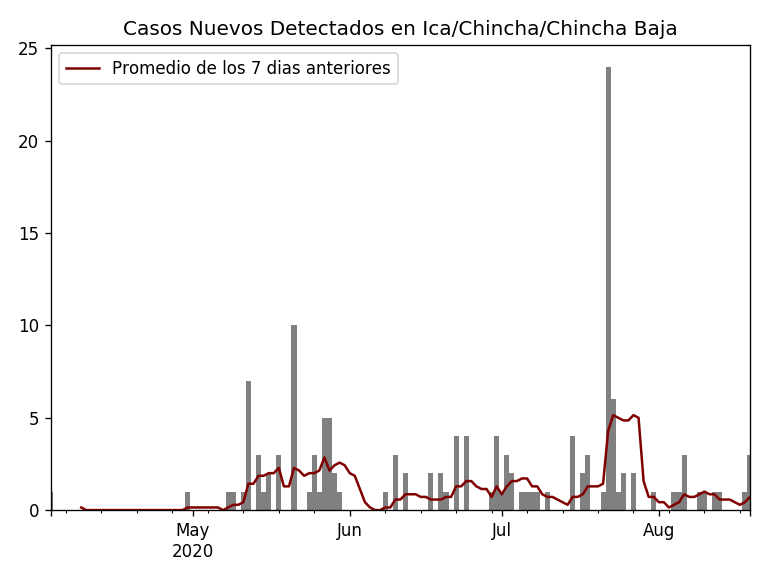 Casos Nuevos Detectados en Ica/Chincha/Chincha Baja
Promedio de los 7 dias anteriores
25
20
15
10
5
0
May Jun Jul Aug
2020